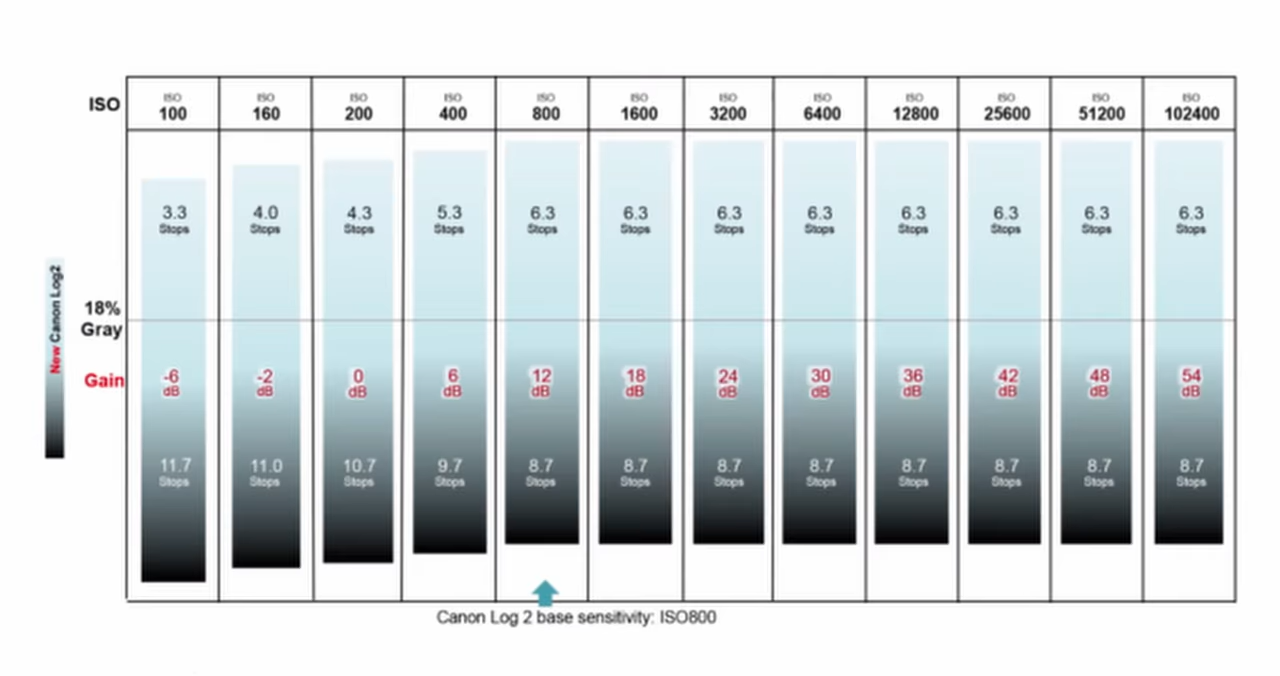 ISO
ISO 100
ISO 160
ISO 200
ISO 400
ISO 800
ISO 1600
ISO 3200
ISO 6400
ISO 12800
ISO 25600
ISO 51200
ISO 102400
3.3 Stops
4.0 Stops
4.3 Stops
5.3 Stops
6.3 Stops
6.3 Stops
6.3 Stops
6.3 Stops
6.3 Stops
6.3 Stops
6.3 Stops
6.3 Stops
New Canon Log2
18%
Gray
Gain
-6 dB
-2 dB
0 dB
6 dB
12 dB
18 dB
24 dB
30 dB
36 dB
42 dB
48 dB
54 dB
11.7 Stops
11.0 Stops
10.7 Stops
9.7 Stops
8.7 Stops
8.7 Stops
8.7 Stops
8.7 Stops
8.7 Stops
8.7 Stops
8.7 Stops
8.7 Stops
Canon Log 2 base sensitivity: ISO800